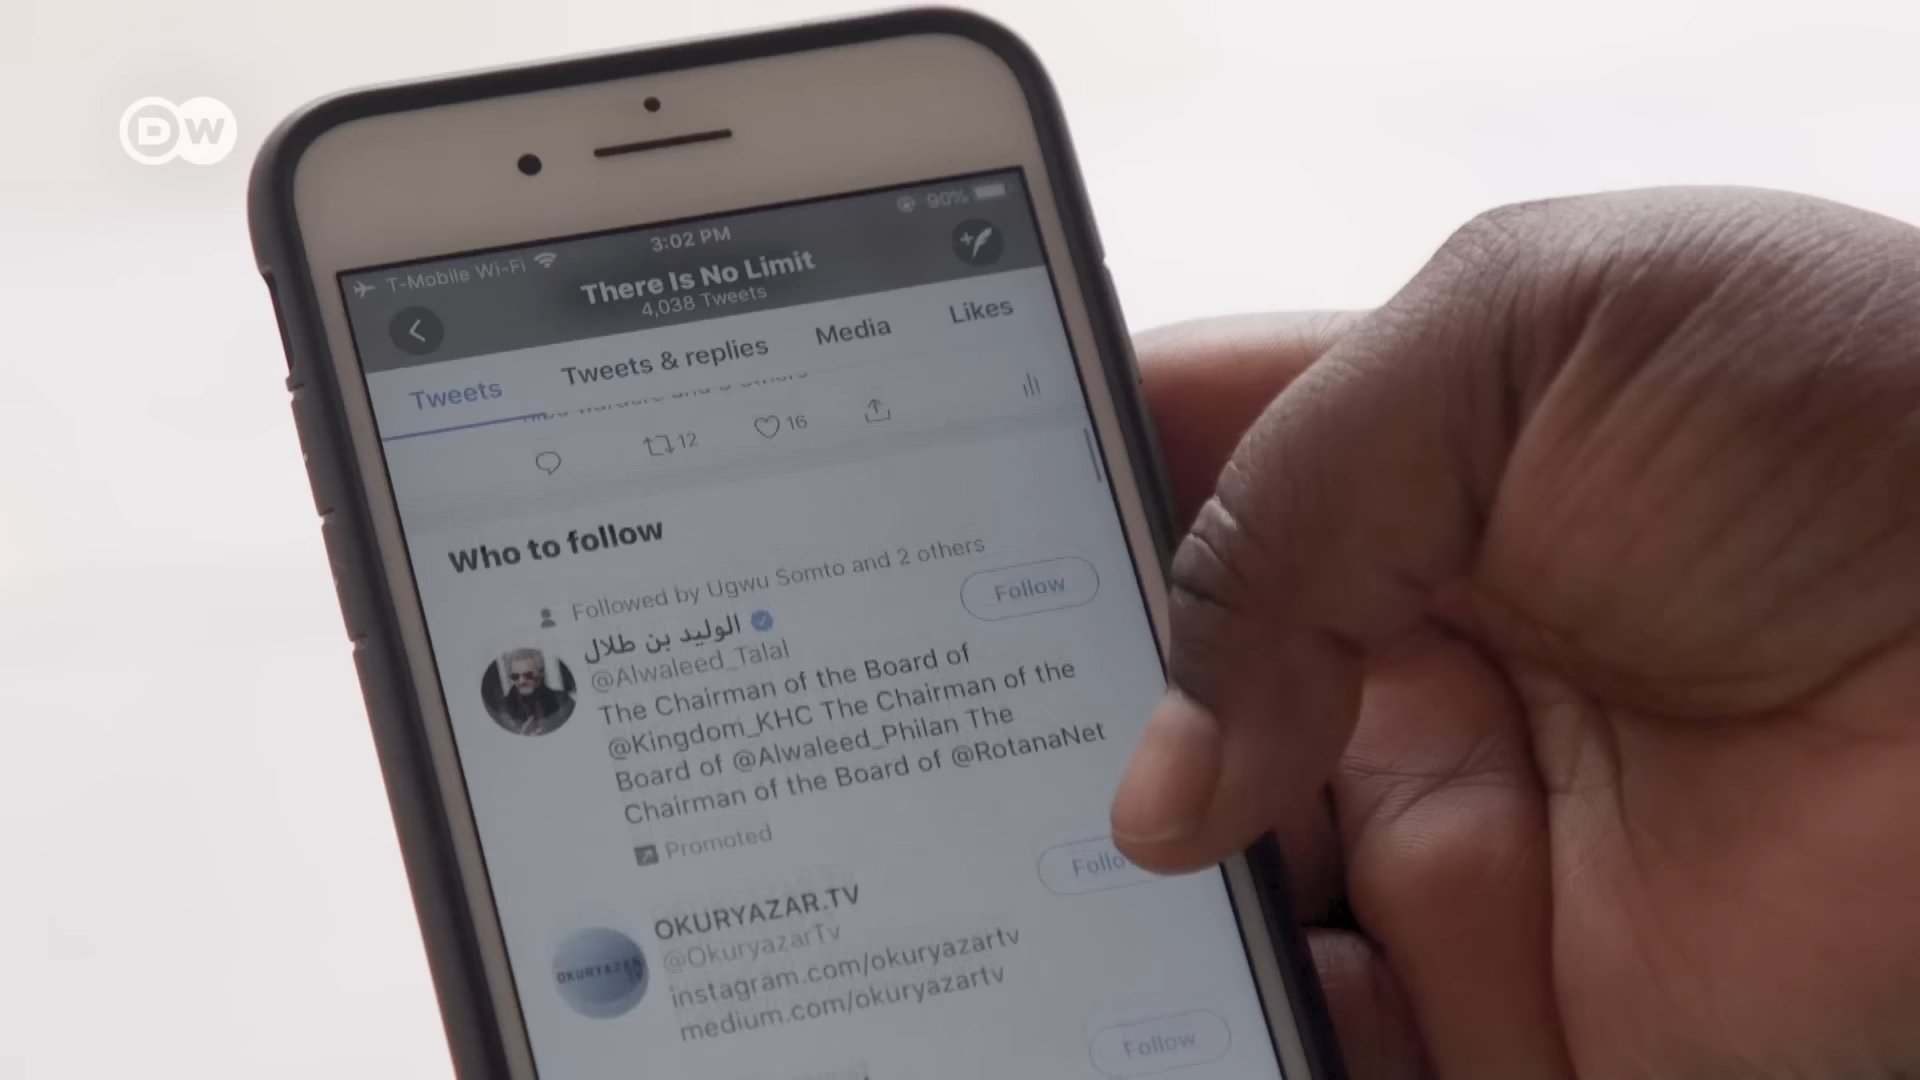 DW
T-Mobile Wi-Fi
3:02 PM
90%
There Is No Limit
4,038 Tweets
Tweets
Tweets & replies
Media
Likes
12
16
Who to follow
Followed by Ugwu Somto and 2 others
الوليد بن طلال
Follow
@Alwaleed_Talal
The Chairman of the Board of
@Kingdom_KHC The Chairman of the
Board of @Alwaleed_Philan The
Chairman of the Board of @RotanaNet
Promoted
OKURYAZAR.TV
@OkuryazarTv
instagram.com/okuryazartv
medium.com/okuryazartv
OKURYAZAR
Follow